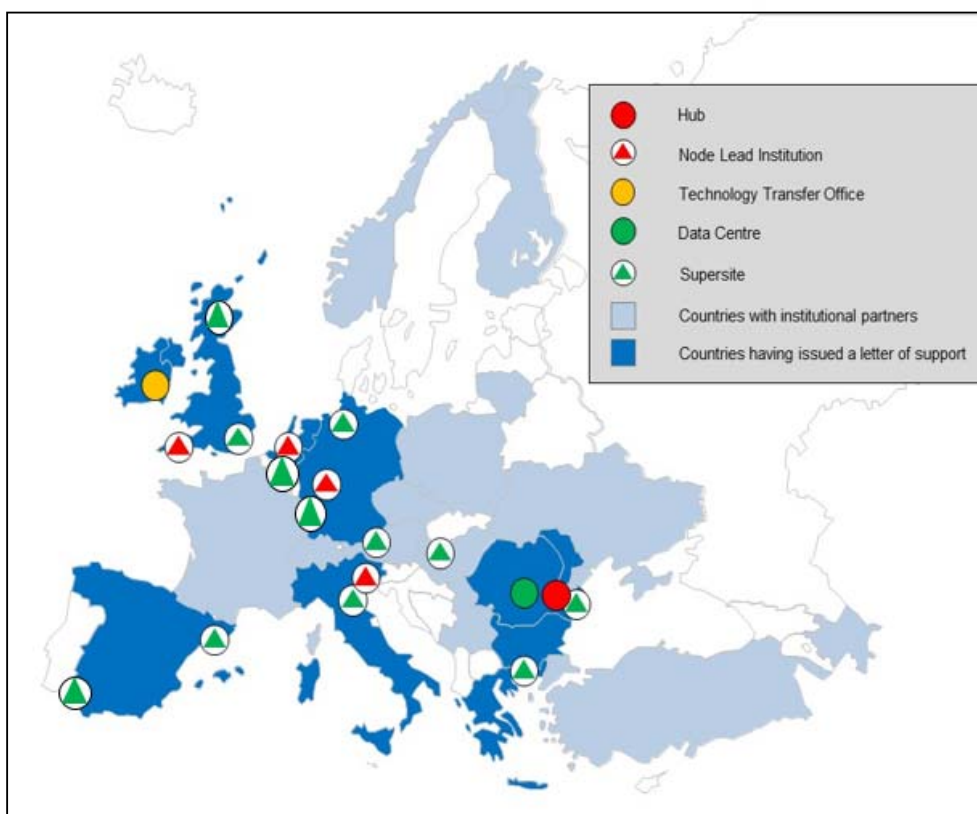 Hub
Node Lead Institution
Technology Transfer Office
Data Centre
Supersite
Countries with institutional partners
Countries having issued a letter of support